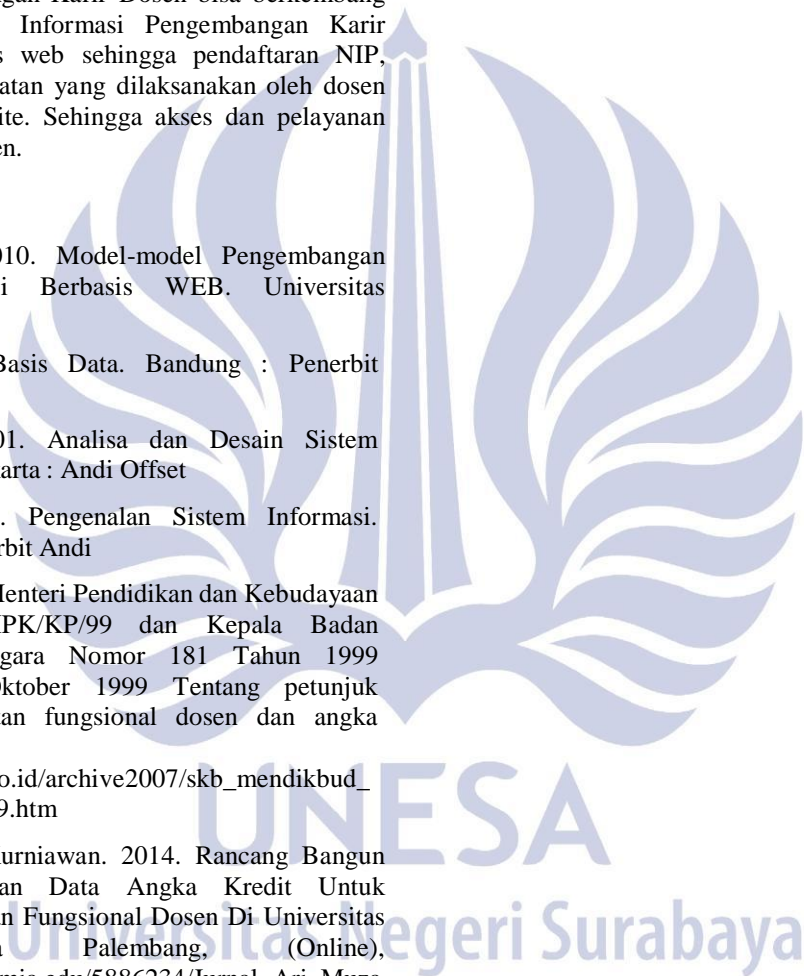 gan Karir Dosen bisa berkembang
Informasi Pengembangan Karir
s web sehingga pendaftaran NIP,
atan yang dilaksanakan oleh dosen
ite. Sehingga akses dan pelayanan
en.
010. Model-model Pengembangan
i Berbasis WEB. Universitas
Basis Data. Bandung : Penerbit
01. Analisa dan Desain Sistem
arta : Andi Offset
. Pengenalan Sistem Informasi.
rbit Andi
Menteri Pendidikan dan Kebudayaan
MPK/KP/99 dan Kepala Badan
gara Nomor 181 Tahun 1999
Oktober 1999 Tentang petunjuk
tan fungsional dosen dan angka
o.id/archive2007/skb_mendikbud_
9.htm
UNESA
urniawan. 2014. Rancang Bangun
an Data Angka Kredit Untuk
n Fungsional Dosen Di Universitas
Palembang, (Online),
Universitas Negeri Surabaya